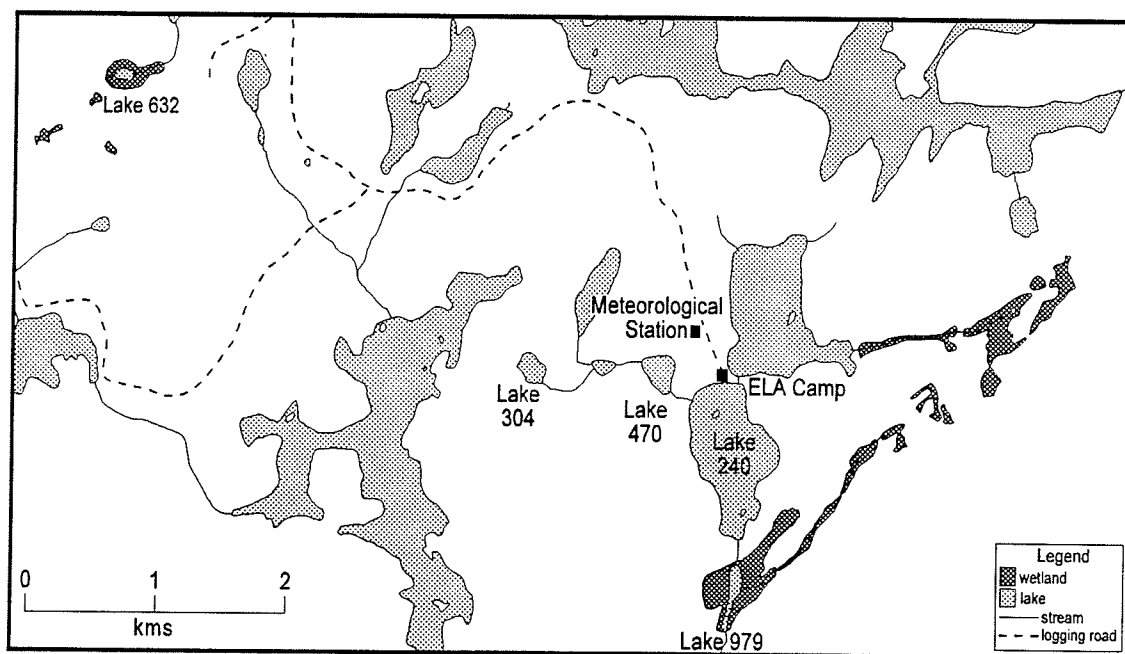 Lake 632
Meteorological
Station
Lake
304
Lake
470
ELA Camp
Lake
240
Lake 979
0 1 2
kms
Legend
wetland
lake
stream
logging road